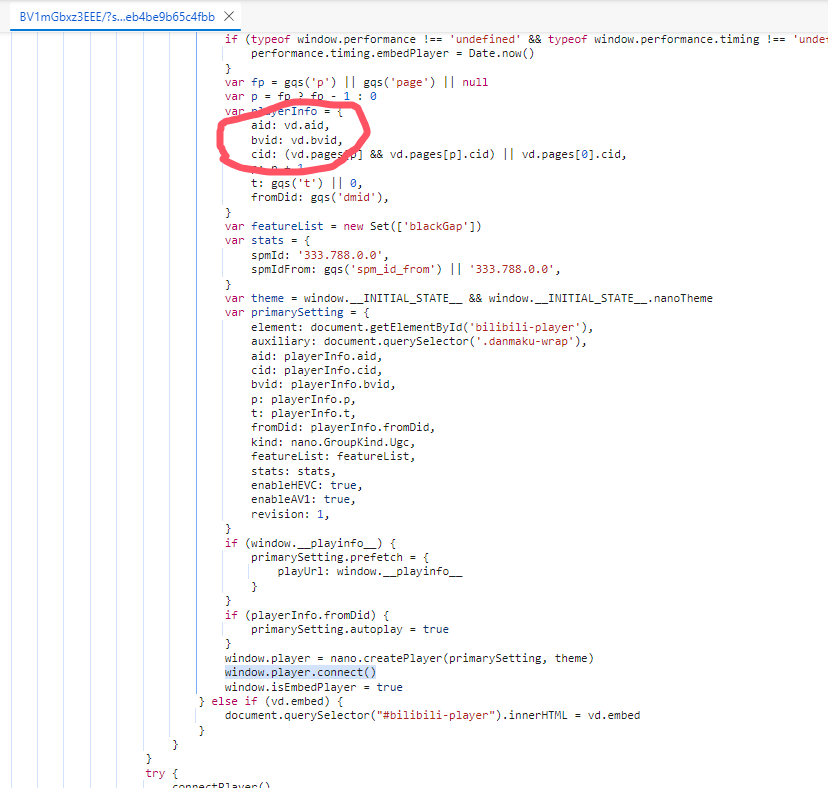 BV1mGbxz3EEE/?s...eb4be9b65c4fbb
if (typeof window.performance !== 'undefined' && typeof window.performance.timing !== 'unde
performance.timing.embedPlayer = Date.now()
}
var fp = gqs('p') || gqs('page') || null
var p = fp ? fp - 1 : 0
var playerInfo = {
aid: vd.aid,
bvid: vd.bvid,
cid: (vd.pages[p] && vd.pages[p].cid) || vd.pages[0].cid,
p: p + 1,
t: gqs('t') || 0,
fromDid: gqs('dmid'),
}
var featureList = new Set(['blackGap'])
var stats = {
spmId: '333.788.0.0',
spmIdFrom: gqs('spm_id_from') || '333.788.0.0',
}
var theme = window.__INITIAL_STATE__ && window.__INITIAL_STATE__.nanoTheme
var primarySetting = {
element: document.getElementById('bilibili-player'),
auxiliary: document.querySelector('.danmaku-wrap'),
aid: playerInfo.aid,
cid: playerInfo.cid,
bvid: playerInfo.bvid,
p: playerInfo.p,
t: playerInfo.t,
fromDid: playerInfo.fromDid,
kind: nano.GroupKind.Ugc,
featureList: featureList,
stats: stats,
enableHEVC: true,
enableAV1: true,
revision: 1,
}
if (window.__playinfo__) {
primarySetting.prefetch = {
playUrl: window.__playinfo__
}
}
if (playerInfo.fromDid) {
primarySetting.autoplay = true
}
window.player = nano.createPlayer(primarySetting, theme)
window.player.connect()
window.isEmbedPlayer = true
} else if (vd.embed) {
document.querySelector("#bilibili-player").innerHTML = vd.embed
}
}
}
try {
connectPlayer()